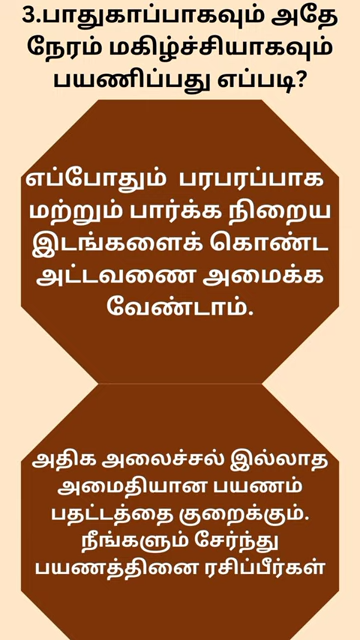 3.பாதுகாப்பாகவும் அதே
நேரம் மகிழ்ச்சியாகவும்
பயணிப்பது எப்படி?
எப்போதும் பரபரப்பாக
மற்றும் பார்க்க நிறைய
இடங்களைக் கொண்ட
அட்டவணை அமைக்க
வேண்டாம்.
அதிக அலைச்சல் இல்லாத
அமைதியான பயணம்
பதட்டத்தை குறைக்கும்.
நீங்களும் சேர்ந்து
பயணத்தினை ரசிப்பீர்கள்